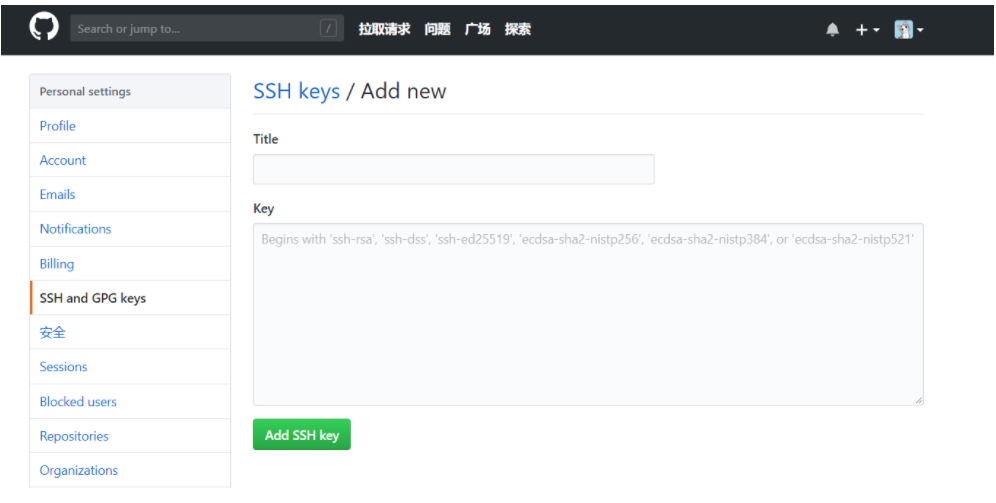 Search or jump to... / 拉取请求 问题 广场 探索
Personal settings
Profile
Account
Emails
Notifications
Billing
SSH and GPG keys
安全
Sessions
Blocked users
Repositories
Organizations
SSH keys / Add new
Title
Key
Begins with 'ssh-rsa', 'ssh-dss', 'ssh-ed25519', 'ecdsa-sha2-nistp256', 'ecdsa-sha2-nistp384', or 'ecdsa-sha2-nistp521'
Add SSH key